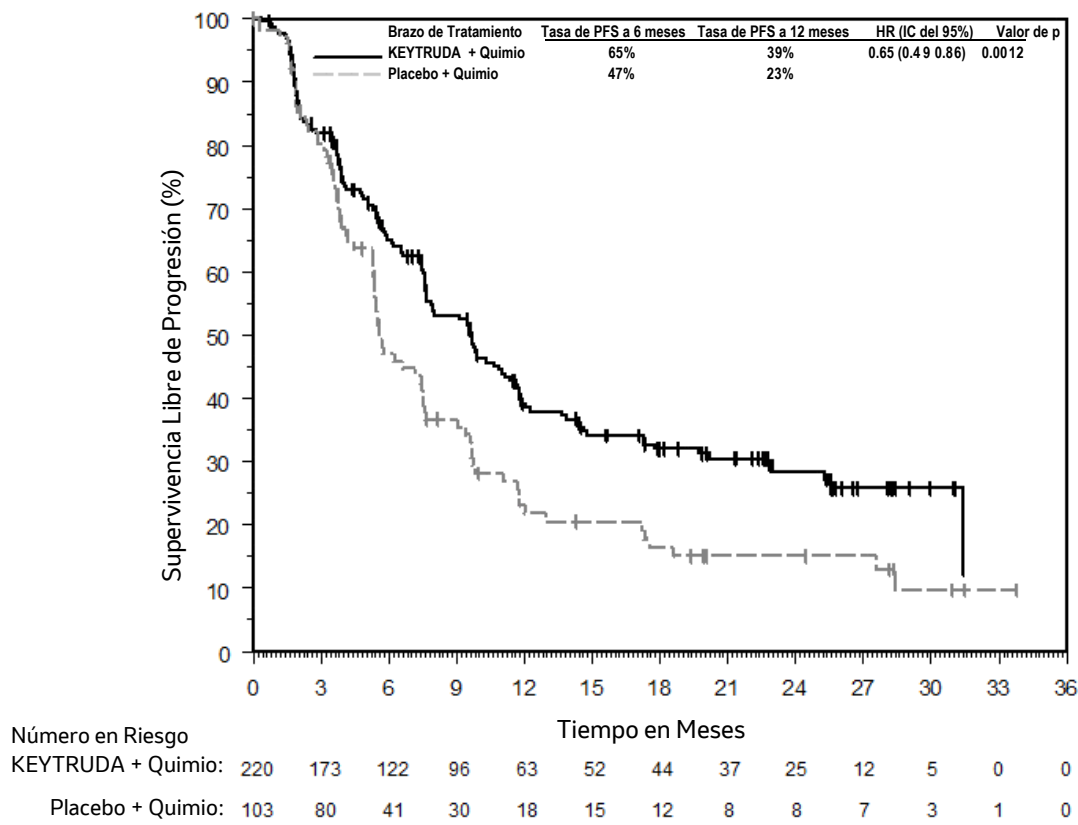 Brazo de Tratamiento Tasa de PFS a 6 meses Tasa de PFS a 12 meses HR (IC del 95%) Valor de p
KEYTRUDA + Quimio 65% 39% 0.65 (0.4 9 0.86) 0.0012
Placebo + Quimio 47% 23%
Supervivencia Libre de Progresión (%)
100
90
80
70
60
50
40
30
20
10
0
0 3 6 9 12 15 18 21 24 27 30 33 36
Tiempo en Meses
Número en Riesgo
KEYTRUDA + Quimio: 220 173 122 96 63 52 44 37 25 12 5 0 0
Placebo + Quimio: 103 80 41 30 18 15 12 8 8 7 3 1 0